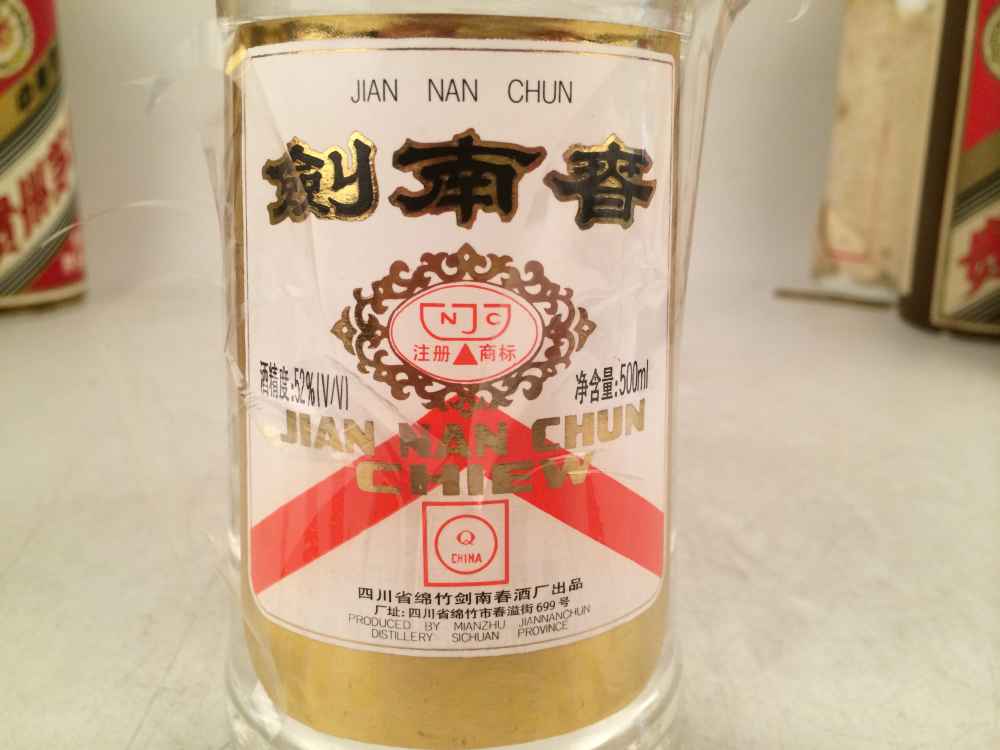 JIAN NAN CHUN
劍南春
NJC
注册 商标
酒精度:52%(V/V)
净含量:500ml
JIAN NAN CHUN
CHIEW
Q
CHINA
四川省绵竹剑南春酒厂出品
厂址:四川省绵竹市春溢街699号
PRODUCED BY MIANZHU JIANNANCHUN
DISTILLERY SICHUAN PROVINCE